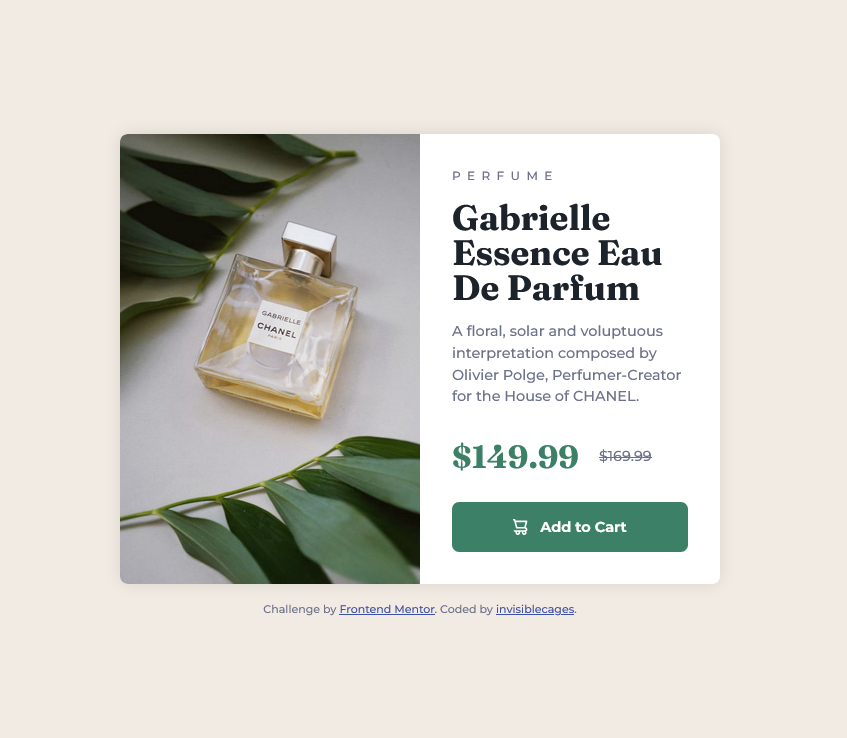 PERFUME
Gabrielle
Essence Eau
De Parfum
A floral, solar and voluptuous
interpretation composed by
Olivier Polge, Perfumer-Creator
for the House of CHANEL.
$149.99 $169.99
Add to Cart
GABRIELLE
CHANEL
PARIS
Challenge by Frontend Mentor. Coded by invisiblecages.